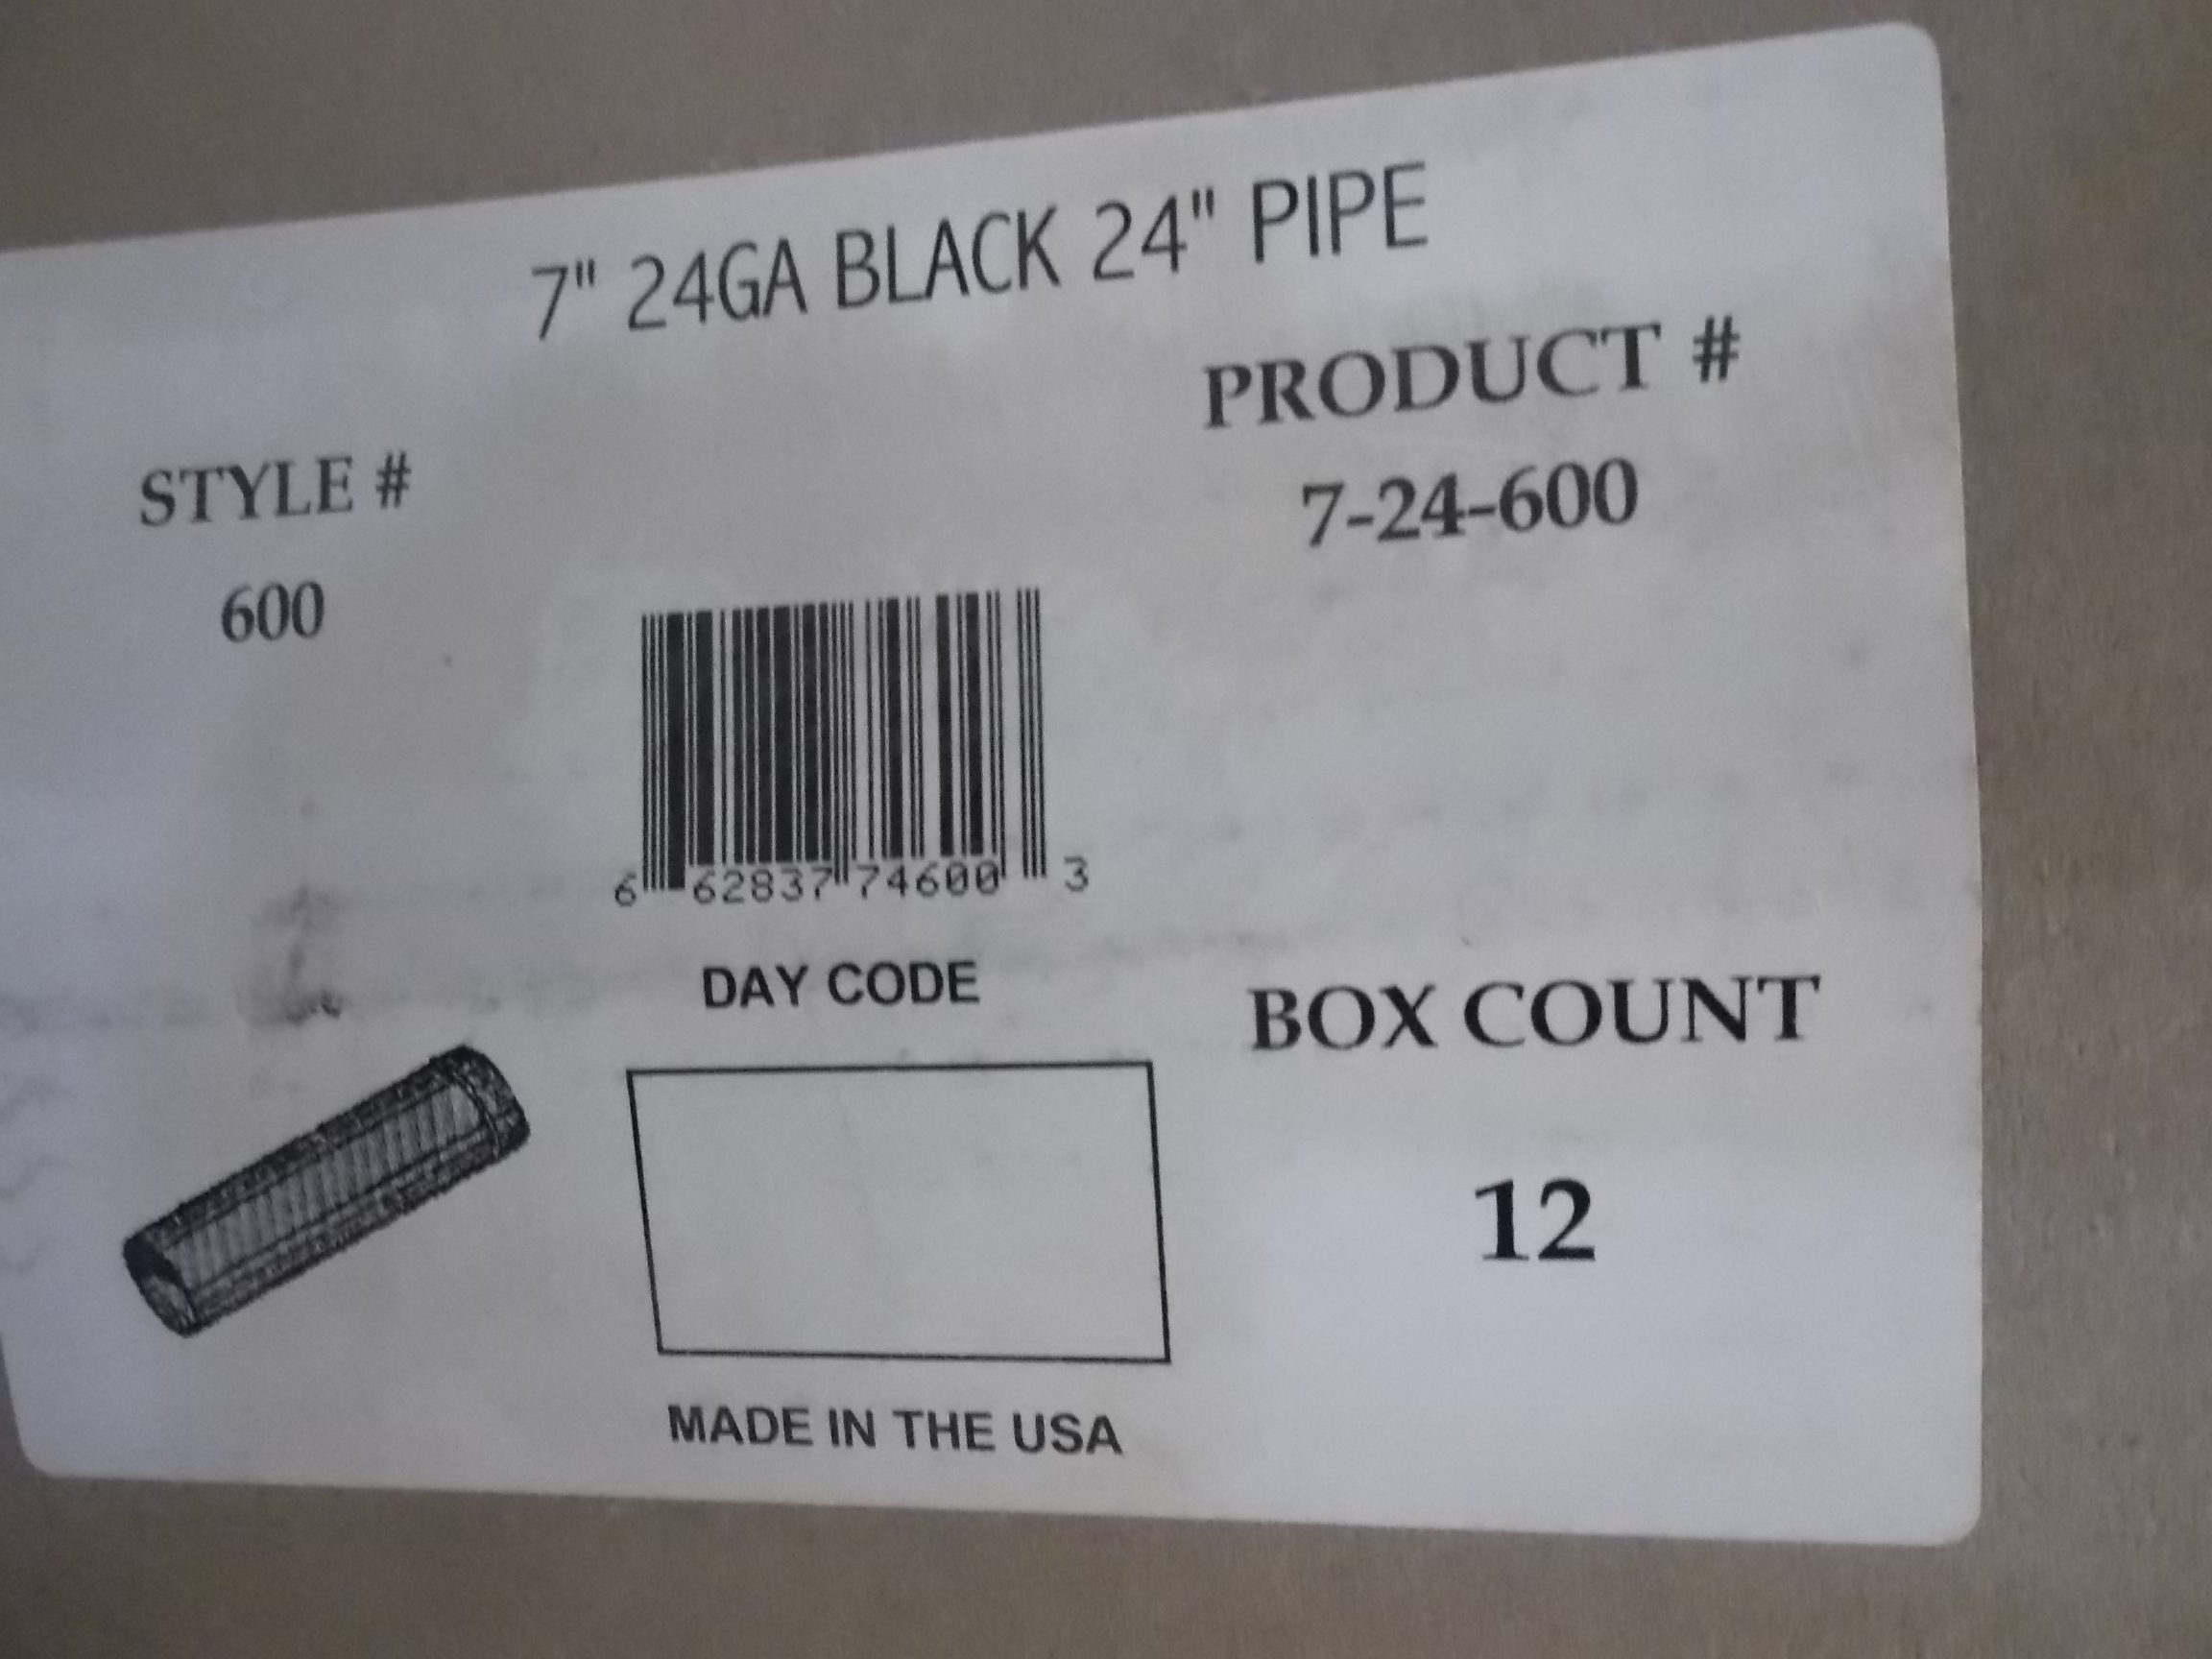 7" 24GA BLACK 24" PIPE
PRODUCT #
7-24-600
STYLE #
600
6 62837 74600 3
DAY CODE
BOX COUNT
12
MADE IN THE USA